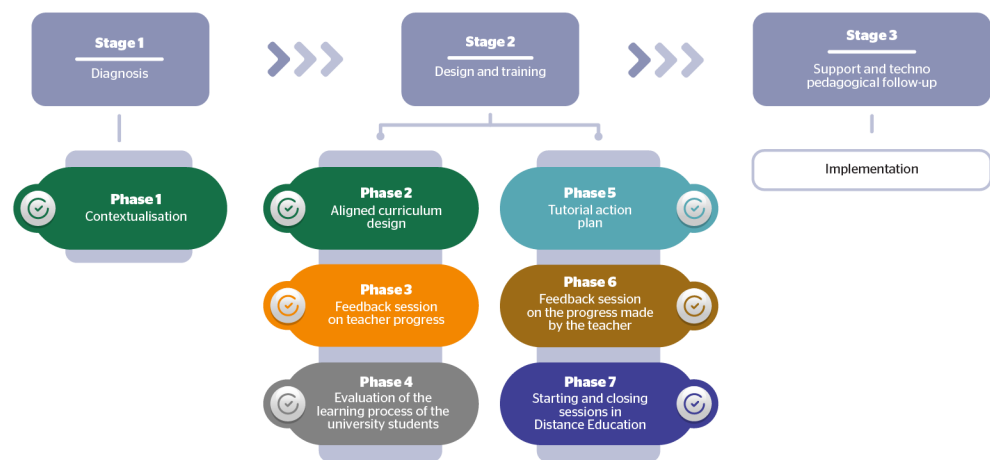 Stage 1
Diagnosis
Stage 2
Design and training
Stage 3
Support and techno
pedagogical follow-up
Phase 1
Contextualisation
Phase 2
Aligned curriculum
design
Phase 3
Feedback session
on teacher progress
Phase 4
Evaluation of the
learning process of the
university students
Phase 5
Tutorial action
plan
Phase 6
Feedback session
on the progress made
by the teacher
Phase 7
Starting and closing
sessions in
Distance Education
Implementation